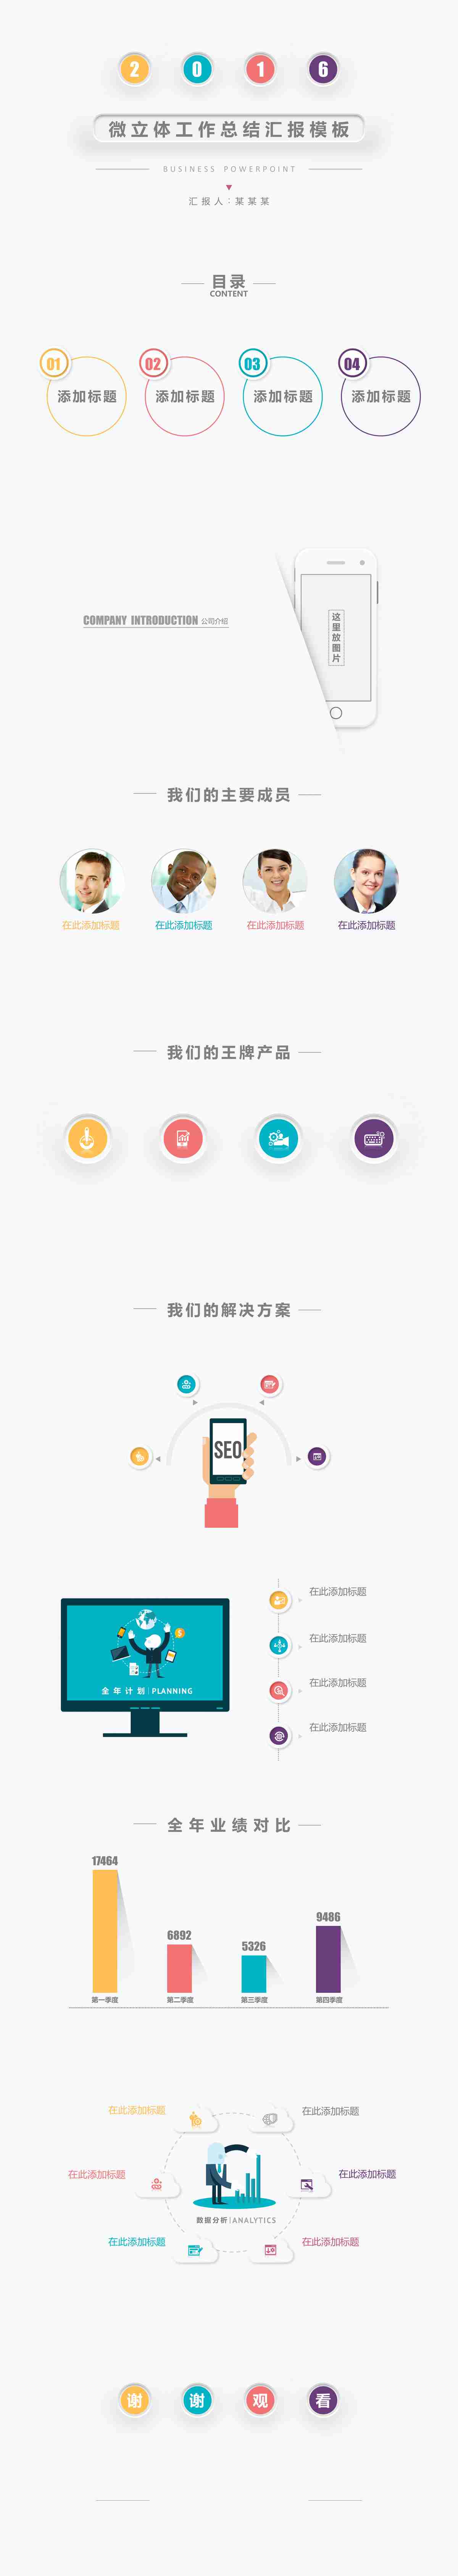 2 0 1 6
微立体工作总结汇报模板
BUSINESS POWERPOINT
汇报人：某某某
目录
CONTENT
01 02 03 04
添加标题 添加标题 添加标题 添加标题
COMPANY INTRODUCTION 公司介绍
这里放图片
我们的主要成员
在此添加标题 在此添加标题 在此添加标题 在此添加标题
我们的王牌产品
我们的解决方案
SEO
在此添加标题
在此添加标题
在此添加标题
在此添加标题
全年计划|PLANNING
全年业绩对比
17464
6892
5326
9486
第一季度 第二季度 第三季度 第四季度
在此添加标题 在此添加标题
在此添加标题 在此添加标题
数据分析|ANALYTICS
在此添加标题 在此添加标题
谢 谢 观 看